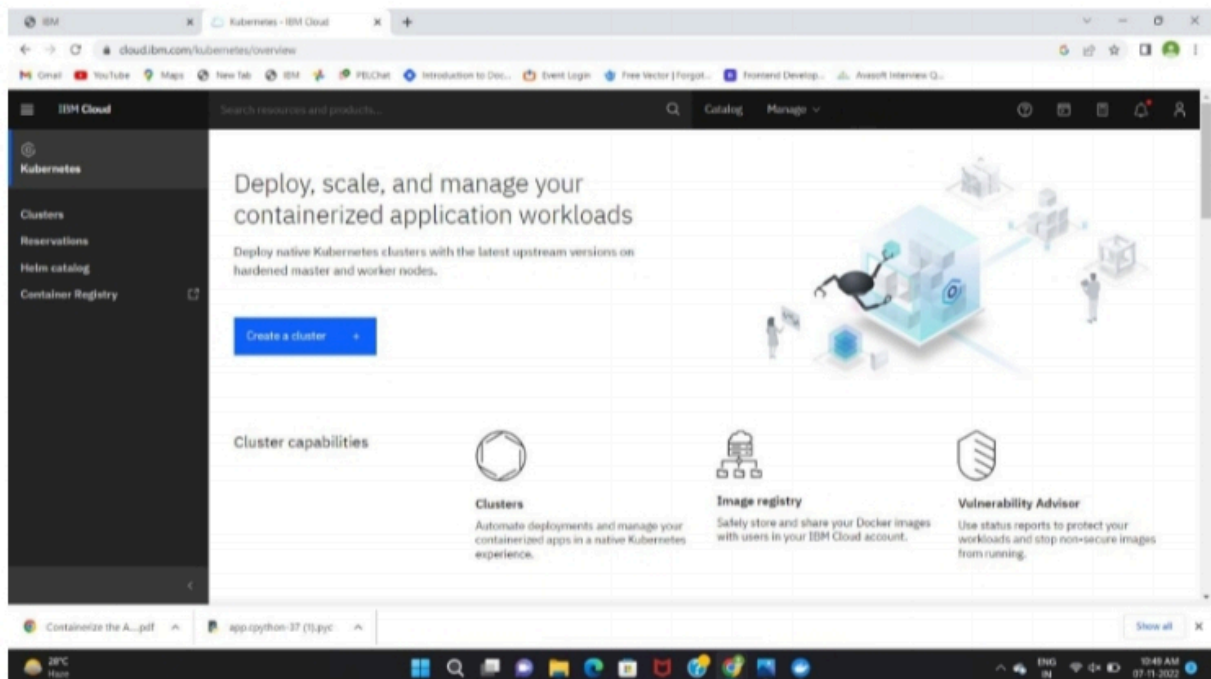 IBM
Kubernetes - IBM Cloud
cloud.ibm.com/kubernetes/overview
Gmail YouTube Maps New Tab IBM PBLChat Introduction to Doc... Event Login Free Vector | Forgot... Frontend Develop... Avasoft Interview Q...
IBM Cloud Search resources and products... Catalog Manage
Kubernetes
Clusters
Reservations
Helm catalog
Container Registry
Deploy, scale, and manage your
containerized application workloads
Deploy native Kubernetes clusters with the latest upstream versions on
hardened master and worker nodes.
Create a cluster +
Cluster capabilities
Clusters
Automate deployments and manage your
containerized apps in a native Kubernetes
experience.
Image registry
Safely store and share your Docker images
with users in your IBM Cloud account.
Vulnerability Advisor
Use status reports to protect your
workloads and stop non-secure images
from running.
Containerize the A....pdf app.cpython-37 (1).pyc Show all
28°C
Haze
ENG
IN
10:48 AM
07-11-2022